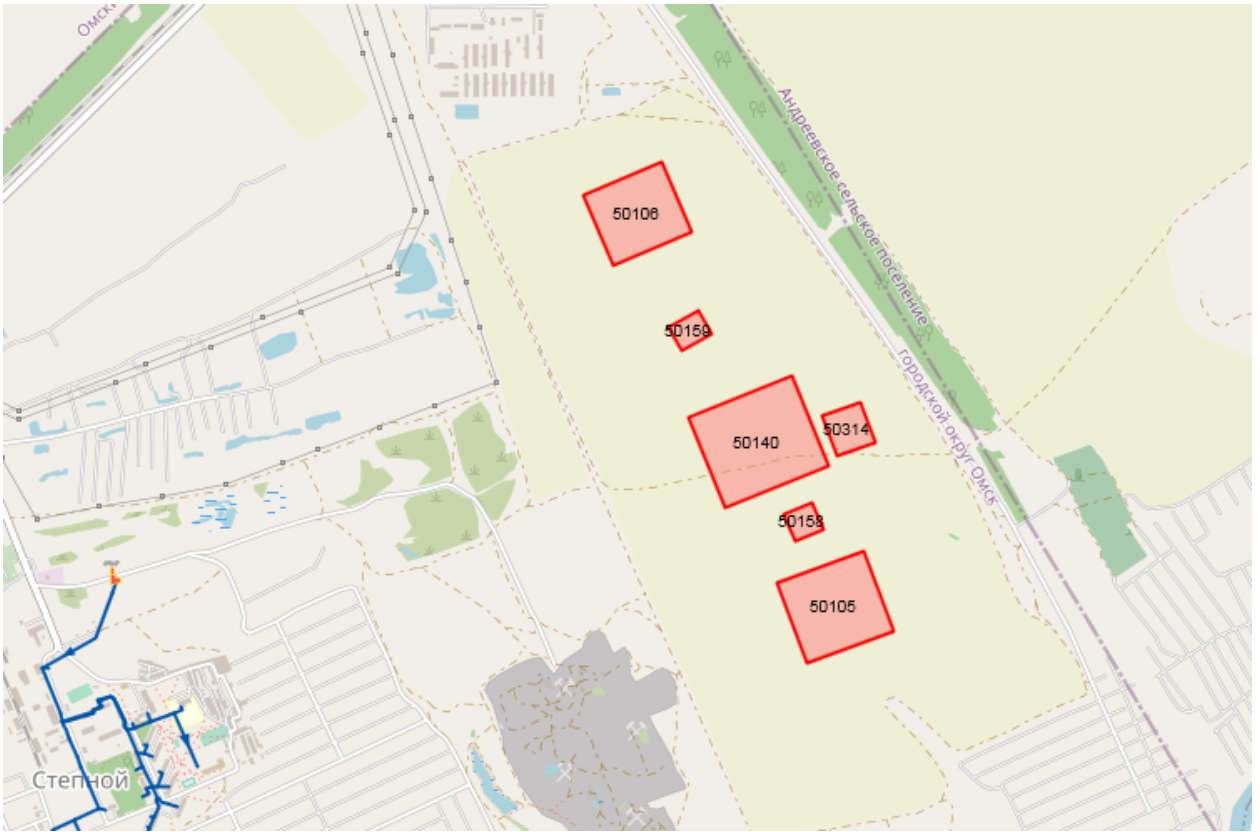 Омск
Андреевское сельское поселение
городской округ Омск
50106
50159
50140
50314
50158
50105
Степной